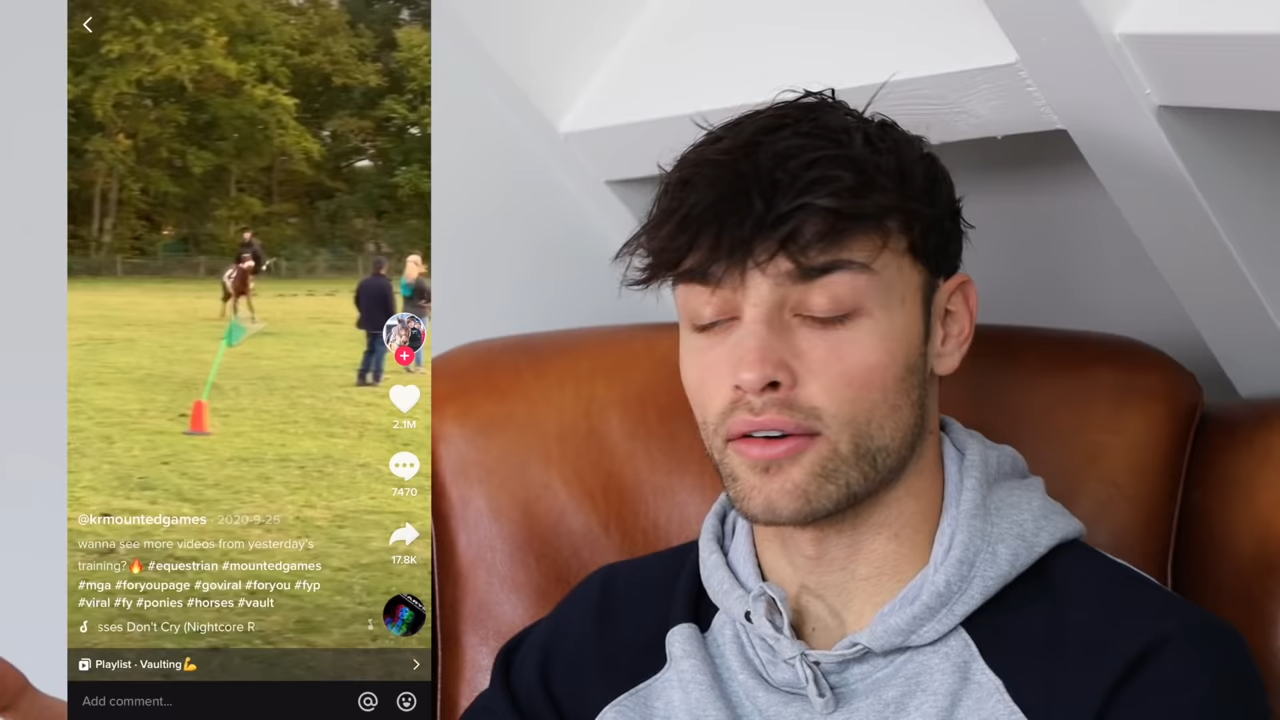 2.1M
7470
17.8K
@krmountedgames · 2020-9-25
wanna see more videos from yesterday's
training?🔥 #equestrian #mountedgames
#mga #foryoupage #goviral #foryou #fyp
#viral #fy #ponies #horses #vault
sses Don't Cry (Nightcore R
Playlist · Vaulting💪
Add comment...